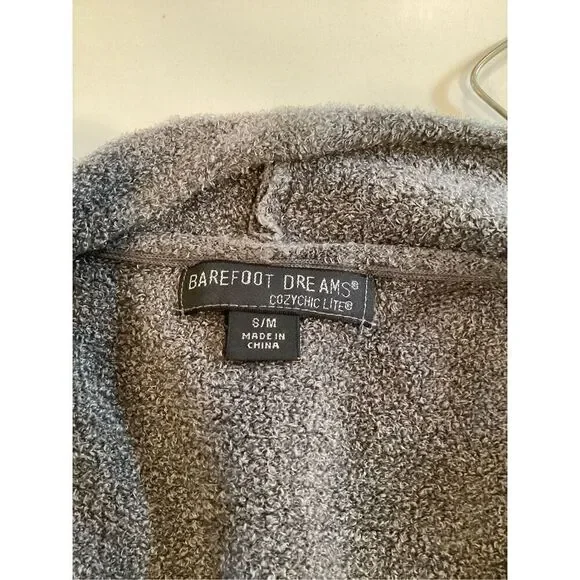 BAREFOOT DREAMS®
COZYCHIC LITE®
S/M
MADE IN
CHINA